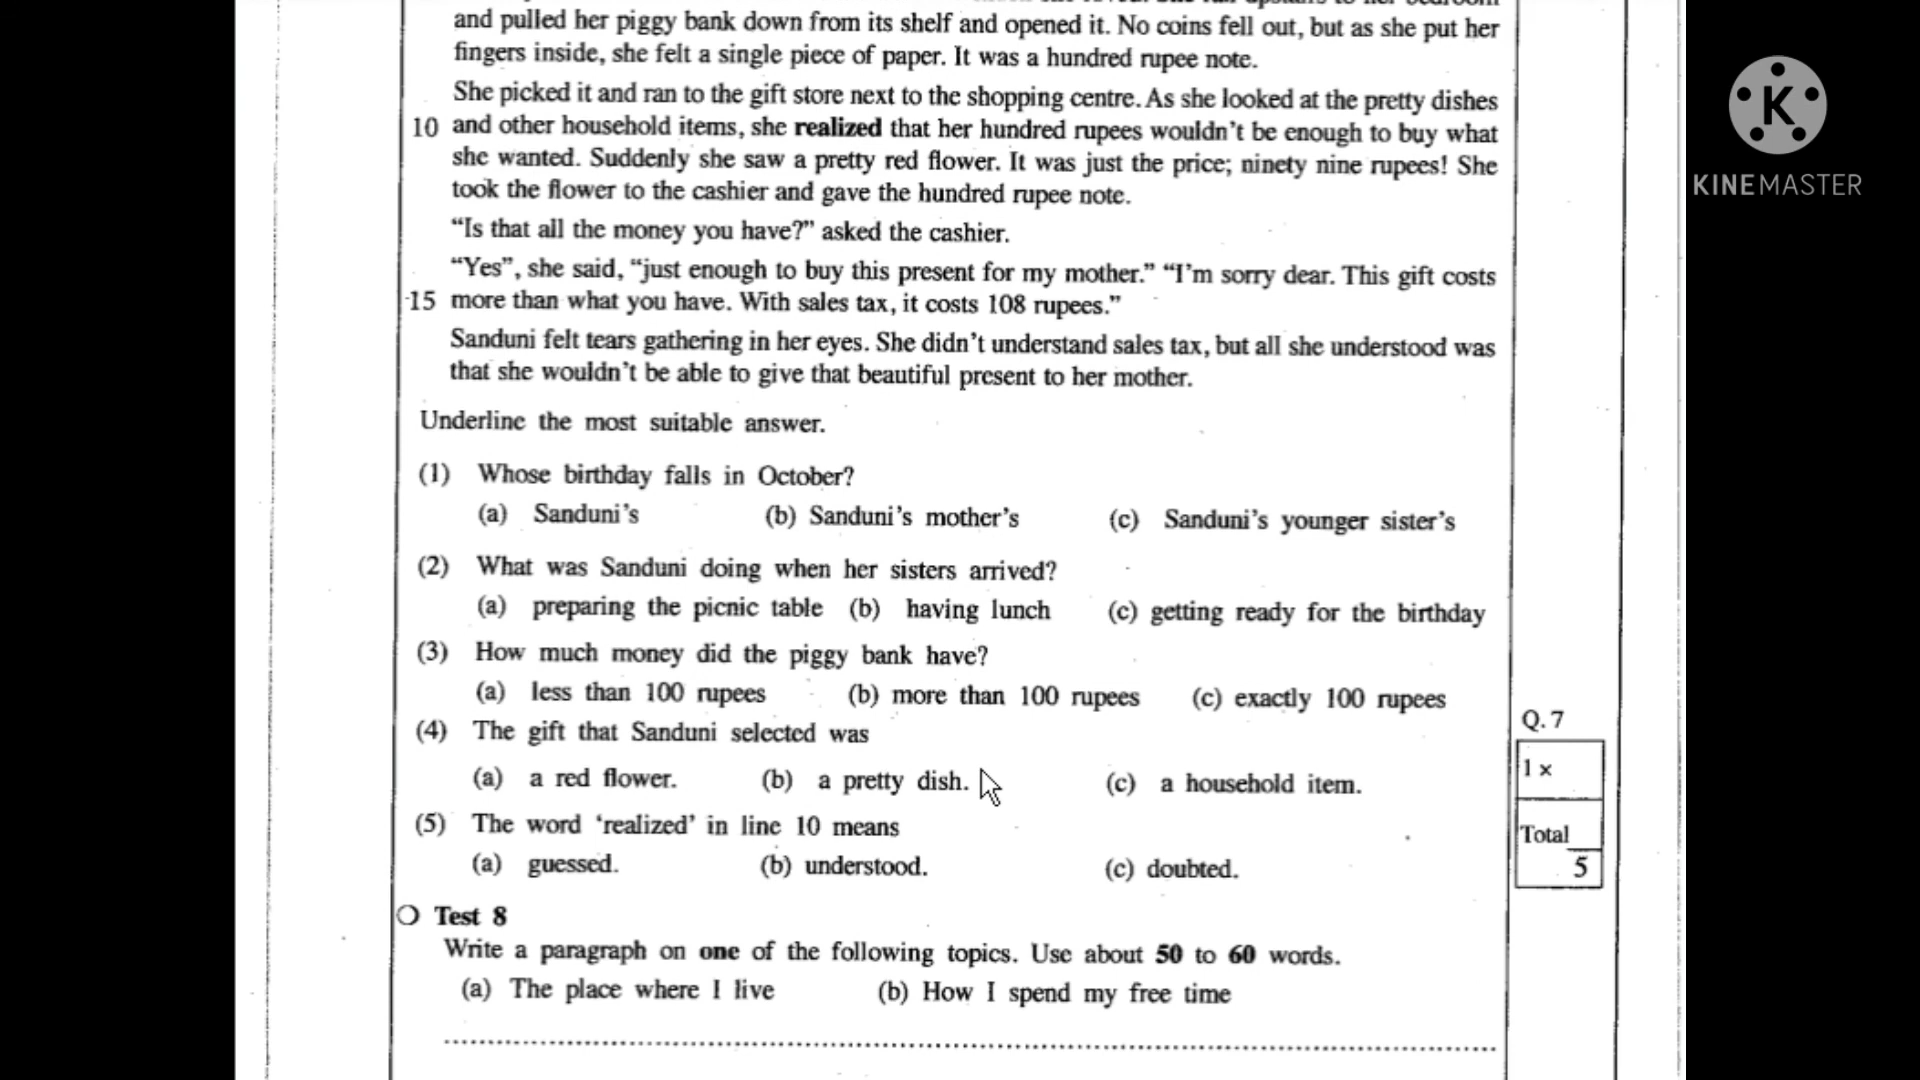 and pulled her piggy bank down from its shelf and opened it. No coins fell out, but as she put her
fingers inside, she felt a single piece of paper. It was a hundred rupee note.
She picked it and ran to the gift store next to the shopping centre. As she looked at the pretty dishes
10 and other household items, she realized that her hundred rupees wouldn't be enough to buy what
she wanted. Suddenly she saw a pretty red flower. It was just the price; ninety nine rupees! She
took the flower to the cashier and gave the hundred rupee note.
"Is that all the money you have?" asked the cashier.
"Yes", she said, "just enough to buy this present for my mother." "I'm sorry dear. This gift costs
15 more than what you have. With sales tax, it costs 108 rupees."
Sanduni felt tears gathering in her eyes. She didn't understand sales tax, but all she understood was
that she wouldn't be able to give that beautiful present to her mother.
Underline the most suitable answer.
(1) Whose birthday falls in October?
(a) Sanduni's (b) Sanduni's mother's (c) Sanduni's younger sister's
(2) What was Sanduni doing when her sisters arrived?
(a) preparing the picnic table (b) having lunch (c) getting ready for the birthday
(3) How much money did the piggy bank have?
(a) less than 100 rupees (b) more than 100 rupees (c) exactly 100 rupees
(4) The gift that Sanduni selected was
(a) a red flower. (b) a pretty dish. (c) a household item.
(5) The word 'realized' in line 10 means
(a) guessed. (b) understood. (c) doubted.
Q. 7
1 x
Total
5
Test 8
Write a paragraph on one of the following topics. Use about 50 to 60 words.
(a) The place where I live (b) How I spend my free time
K
KINEMASTER